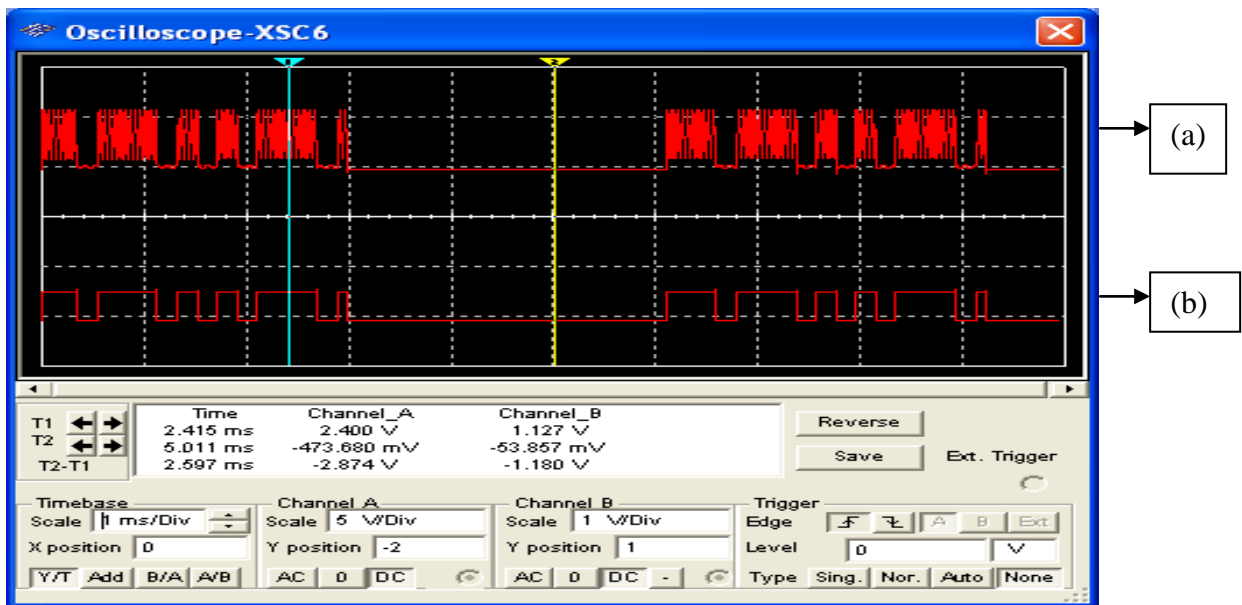 Oscilloscope-XSC6
1
2
(a)
(b)
Time Channel_A Channel_B
T1 2.415 ms 2.400 V 1.127 V
T2 5.011 ms -473.680 mV -53.857 mV
T2-T1 2.597 ms -2.874 V -1.180 V
Reverse
Save
Ext. Trigger
Timebase
Scale 1 ms/Div
X position 0
Y/T Add B/A A/B
Channel A
Scale 5 V/Div
Y position -2
AC 0 DC
Channel B
Scale 1 V/Div
Y position 1
AC 0 DC -
Trigger
Edge A B Ext
Level 0 V
Type Sing. Nor. Auto None